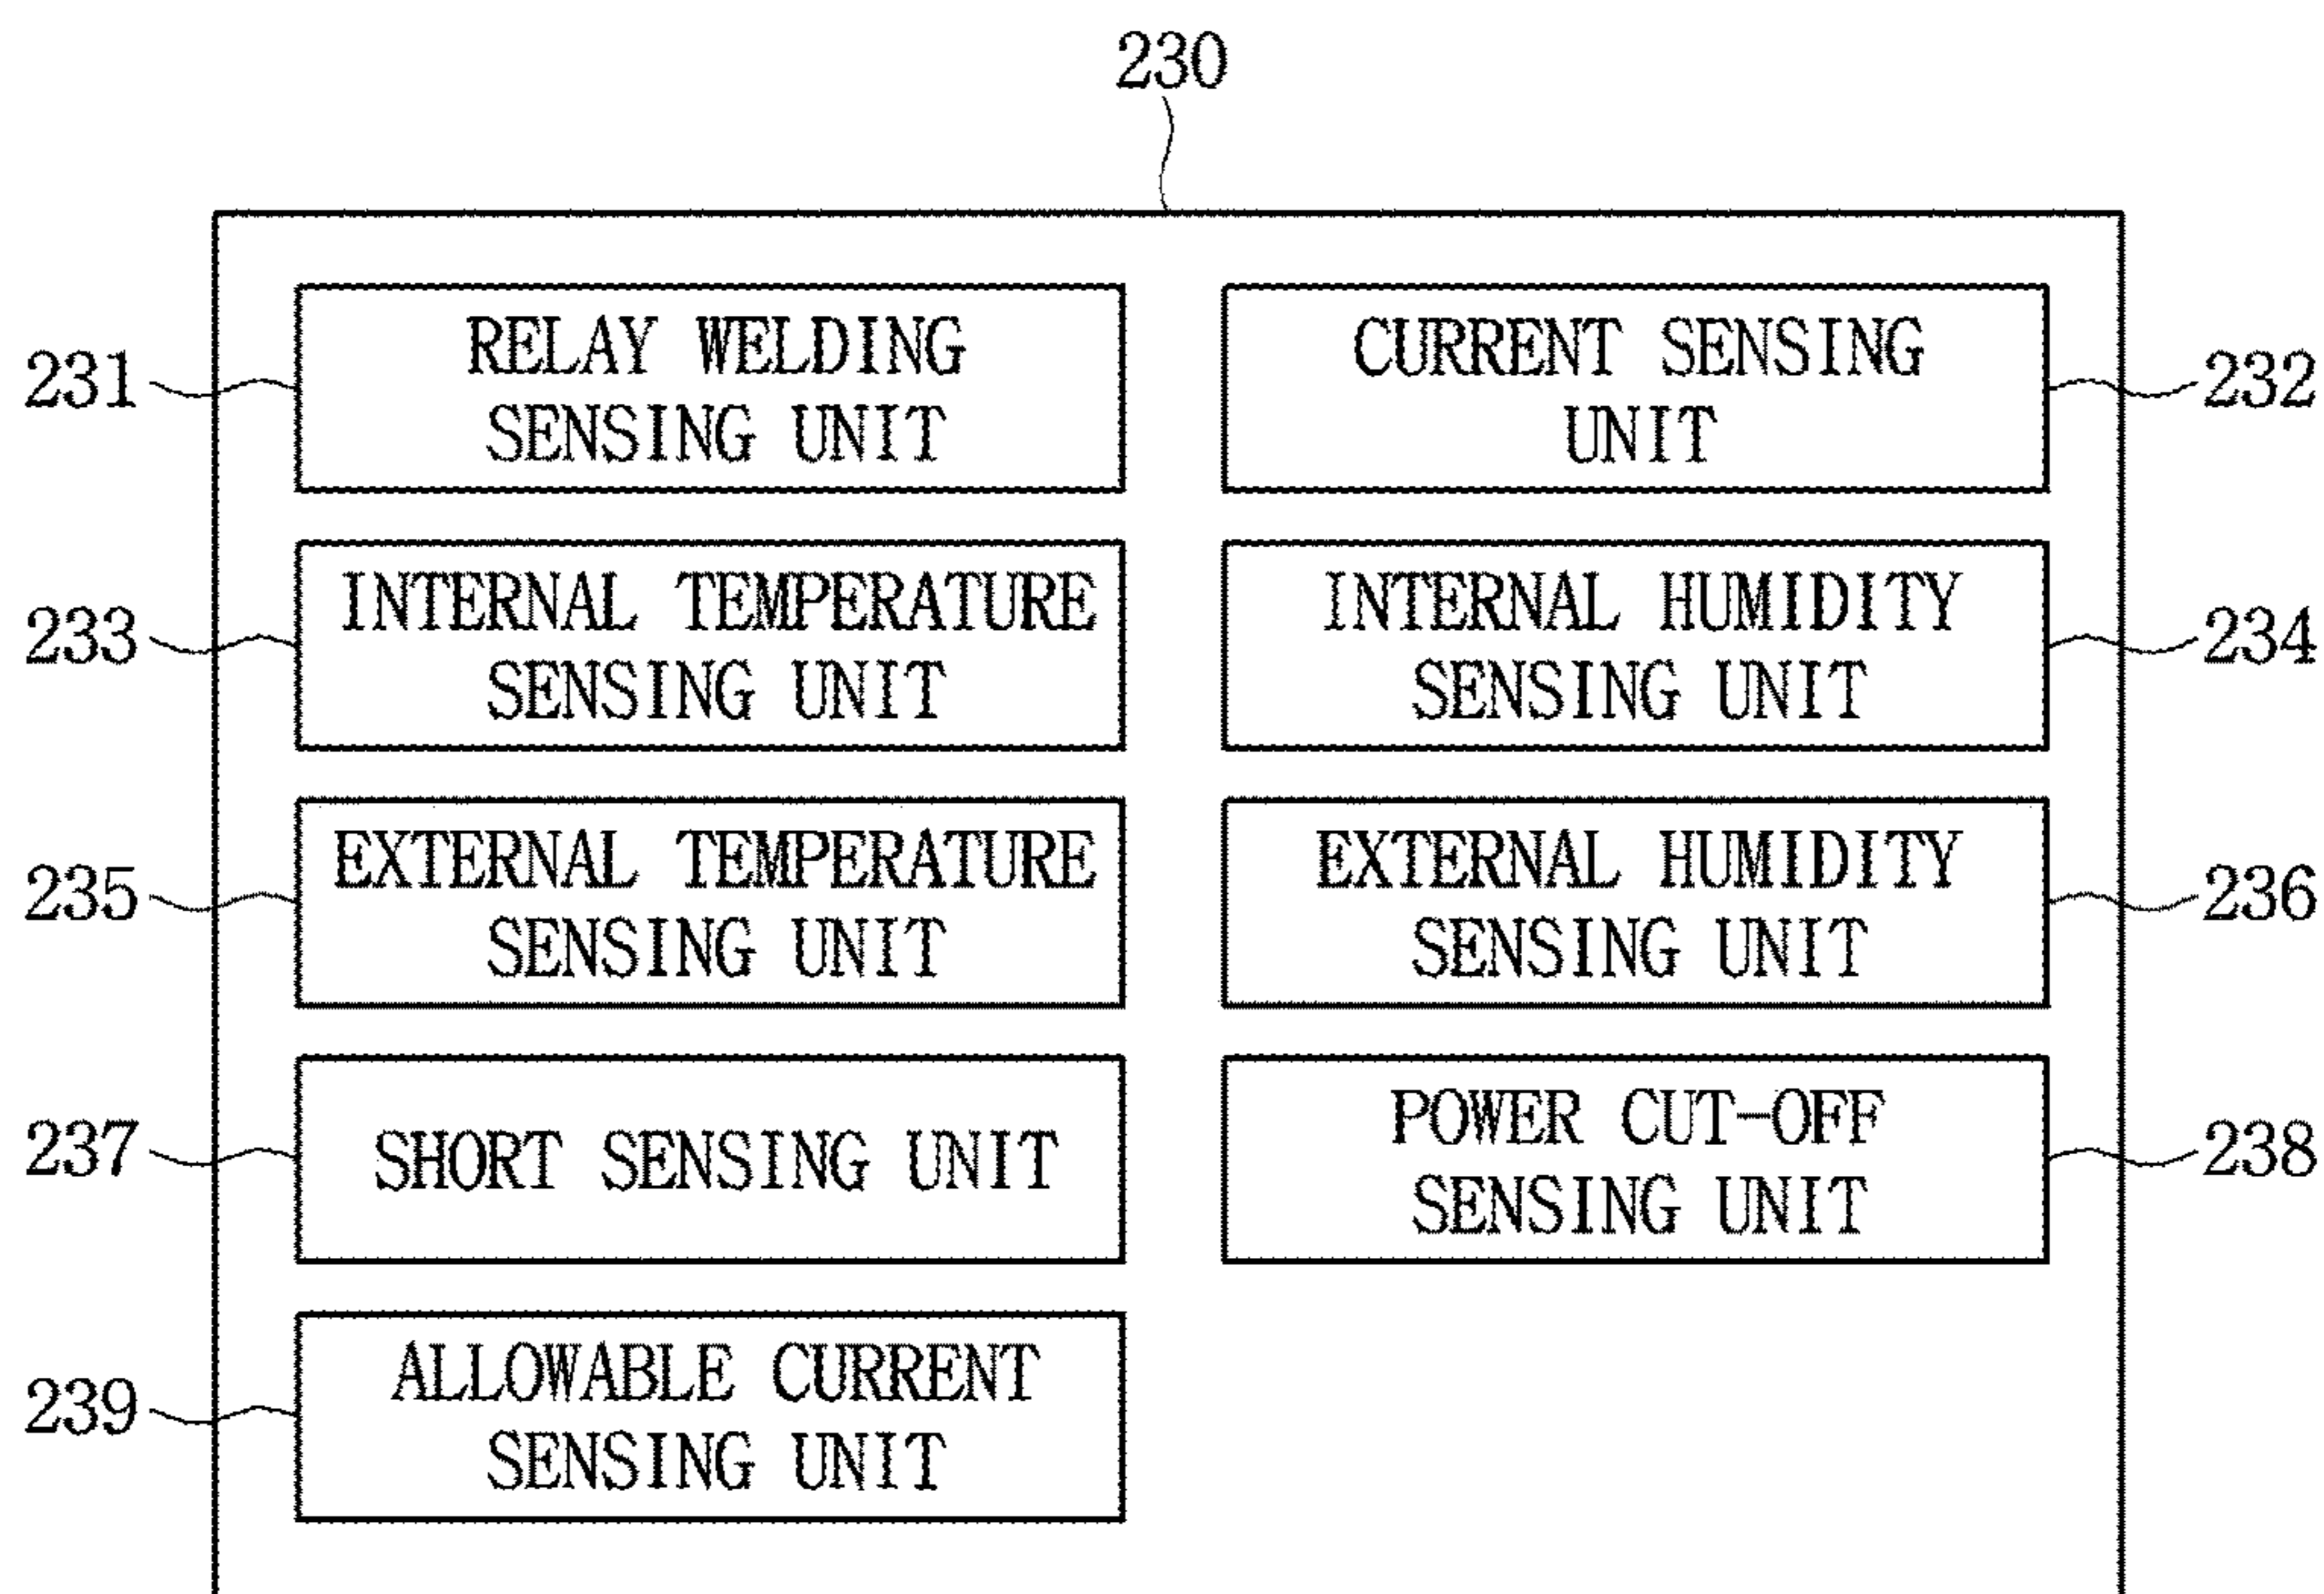 230
231
RELAY WELDING
SENSING UNIT
CURRENT SENSING
UNIT
232
233
INTERNAL TEMPERATURE
SENSING UNIT
INTERNAL HUMIDITY
SENSING UNIT
234
235
EXTERNAL TEMPERATURE
SENSING UNIT
EXTERNAL HUMIDITY
SENSING UNIT
236
237
SHORT SENSING UNIT
POWER CUT-OFF
SENSING UNIT
238
239
ALLOWABLE CURRENT
SENSING UNIT